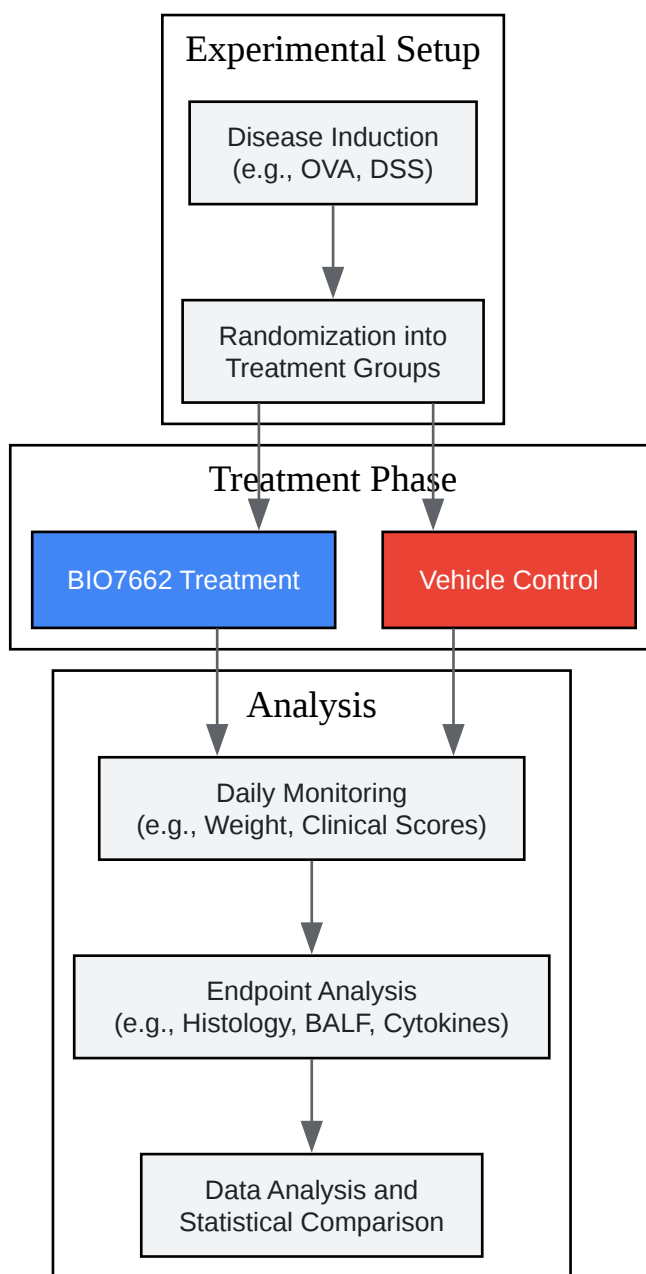 Experimental Setup
Disease Induction
(e.g., OVA, DSS)
Randomization into
Treatment Groups
Treatment Phase
BIO7662 Treatment
Vehicle Control
Analysis
Daily Monitoring
(e.g., Weight, Clinical Scores)
Endpoint Analysis
(e.g., Histology, BALF, Cytokines)
Data Analysis and
Statistical Comparison